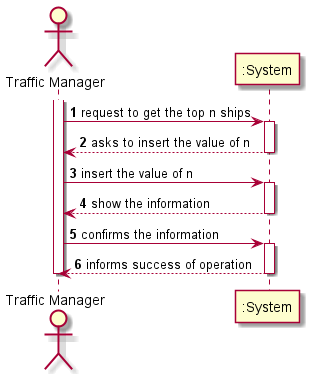 Traffic Manager
:System
1 request to get the top n ships
2 asks to insert the value of n
3 insert the value of n
4 show the information
5 confirms the information
6 informs success of operation
Traffic Manager
:System